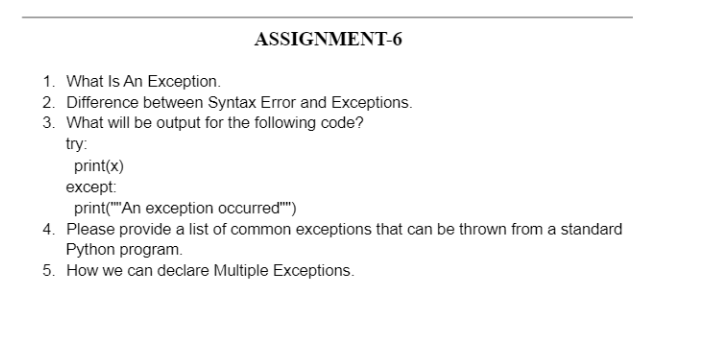 ASSIGNMENT-6
1. What Is An Exception.
2. Difference between Syntax Error and Exceptions.
3. What will be output for the following code?
try:
print(x)
except:
print(""An exception occurred"")
4. Please provide a list of common exceptions that can be thrown from a standard
Python program.
5. How we can declare Multiple Exceptions.